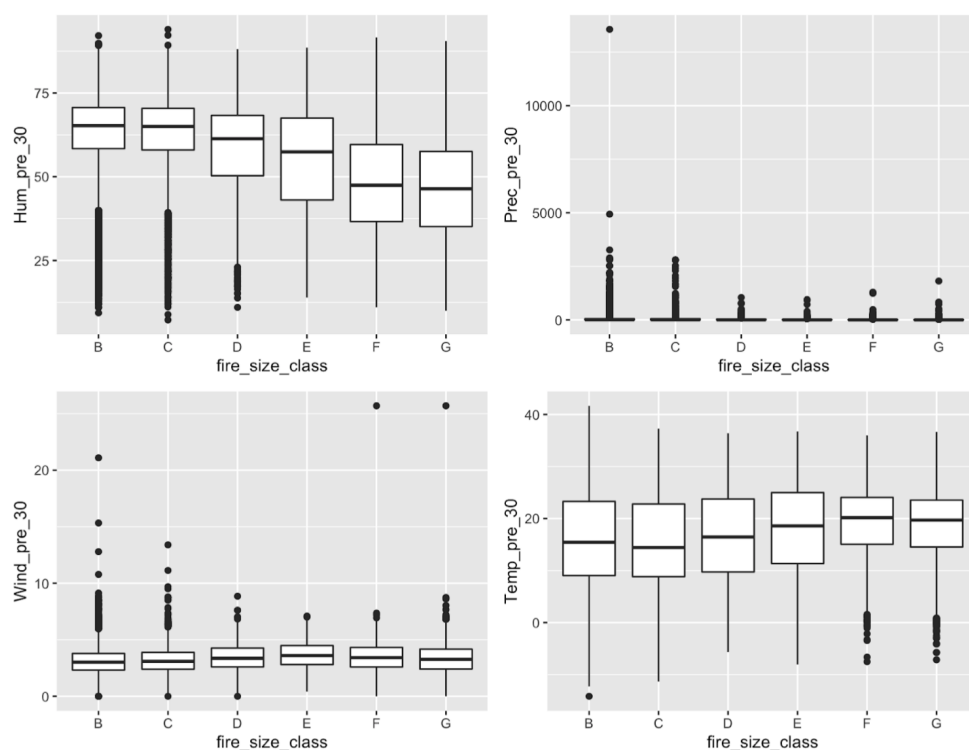 Hum_pre_30
75
50
25
B C D E F G
fire_size_class
Prec_pre_30
10000
5000
0
B C D E F G
fire_size_class
Wind_pre_30
20
10
0
B C D E F G
fire_size_class
Temp_pre_30
40
20
0
B C D E F G
fire_size_class